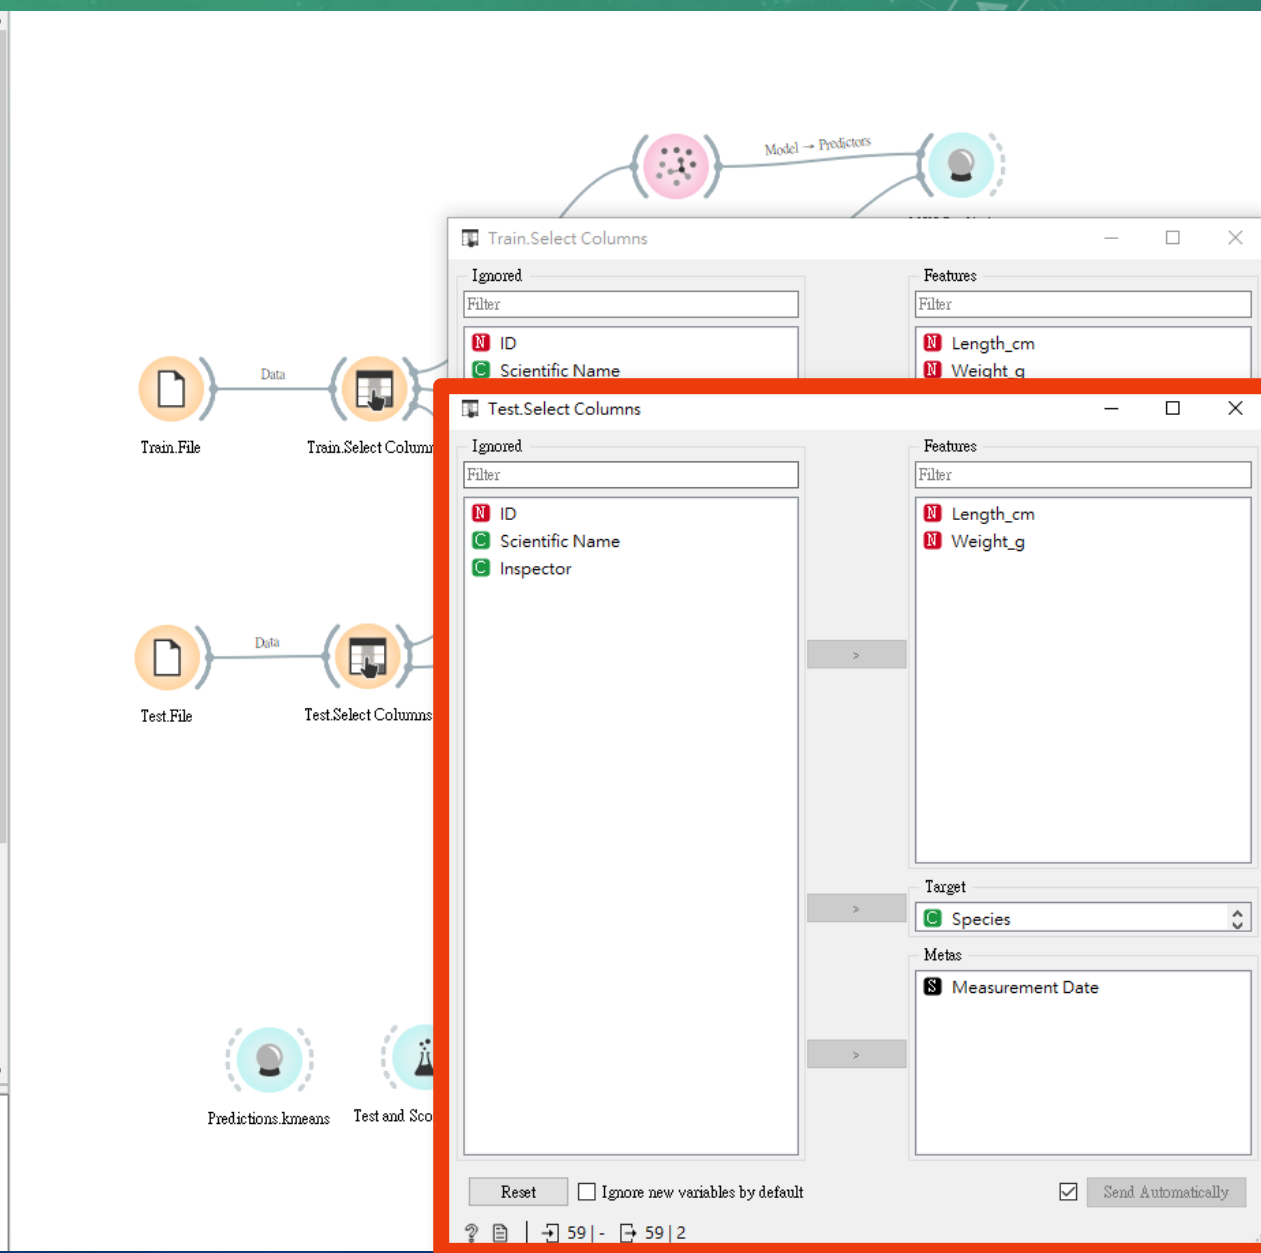 Model → Predictors
Train.Select Columns
Ignored
Features
Filter
Filter
ID
Length_cm
Scientific Name
Weight_g
Data
Train.File
Train.Select Column
Test.Select Columns
Ignored
Features
Filter
Filter
N ID
N Length_cm
C Scientific Name
N Weight_g
C Inspector
>
Data
Test.File
Test.Select Columns
Target
>
C Species
Metas
S Measurement Date
>
Predictions.kmeans
Test and Sco
Reset
Ignore new variables by default
Send Automatically
? 59 | - 59 | 2